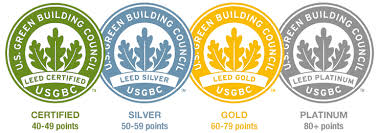 U.S. GREEN BUILDING COUNCIL
LEED CERTIFIED
USGBC
U.S. GREEN BUILDING COUNCIL
LEED SILVER
USGBC
U.S. GREEN BUILDING COUNCIL
LEED GOLD
USGBC
U.S. GREEN BUILDING COUNCIL
LEED PLATINUM
USGBC
CERTIFIED
40-49 points
SILVER
50-59 points
GOLD
60-79 points
PLATINUM
80+ points